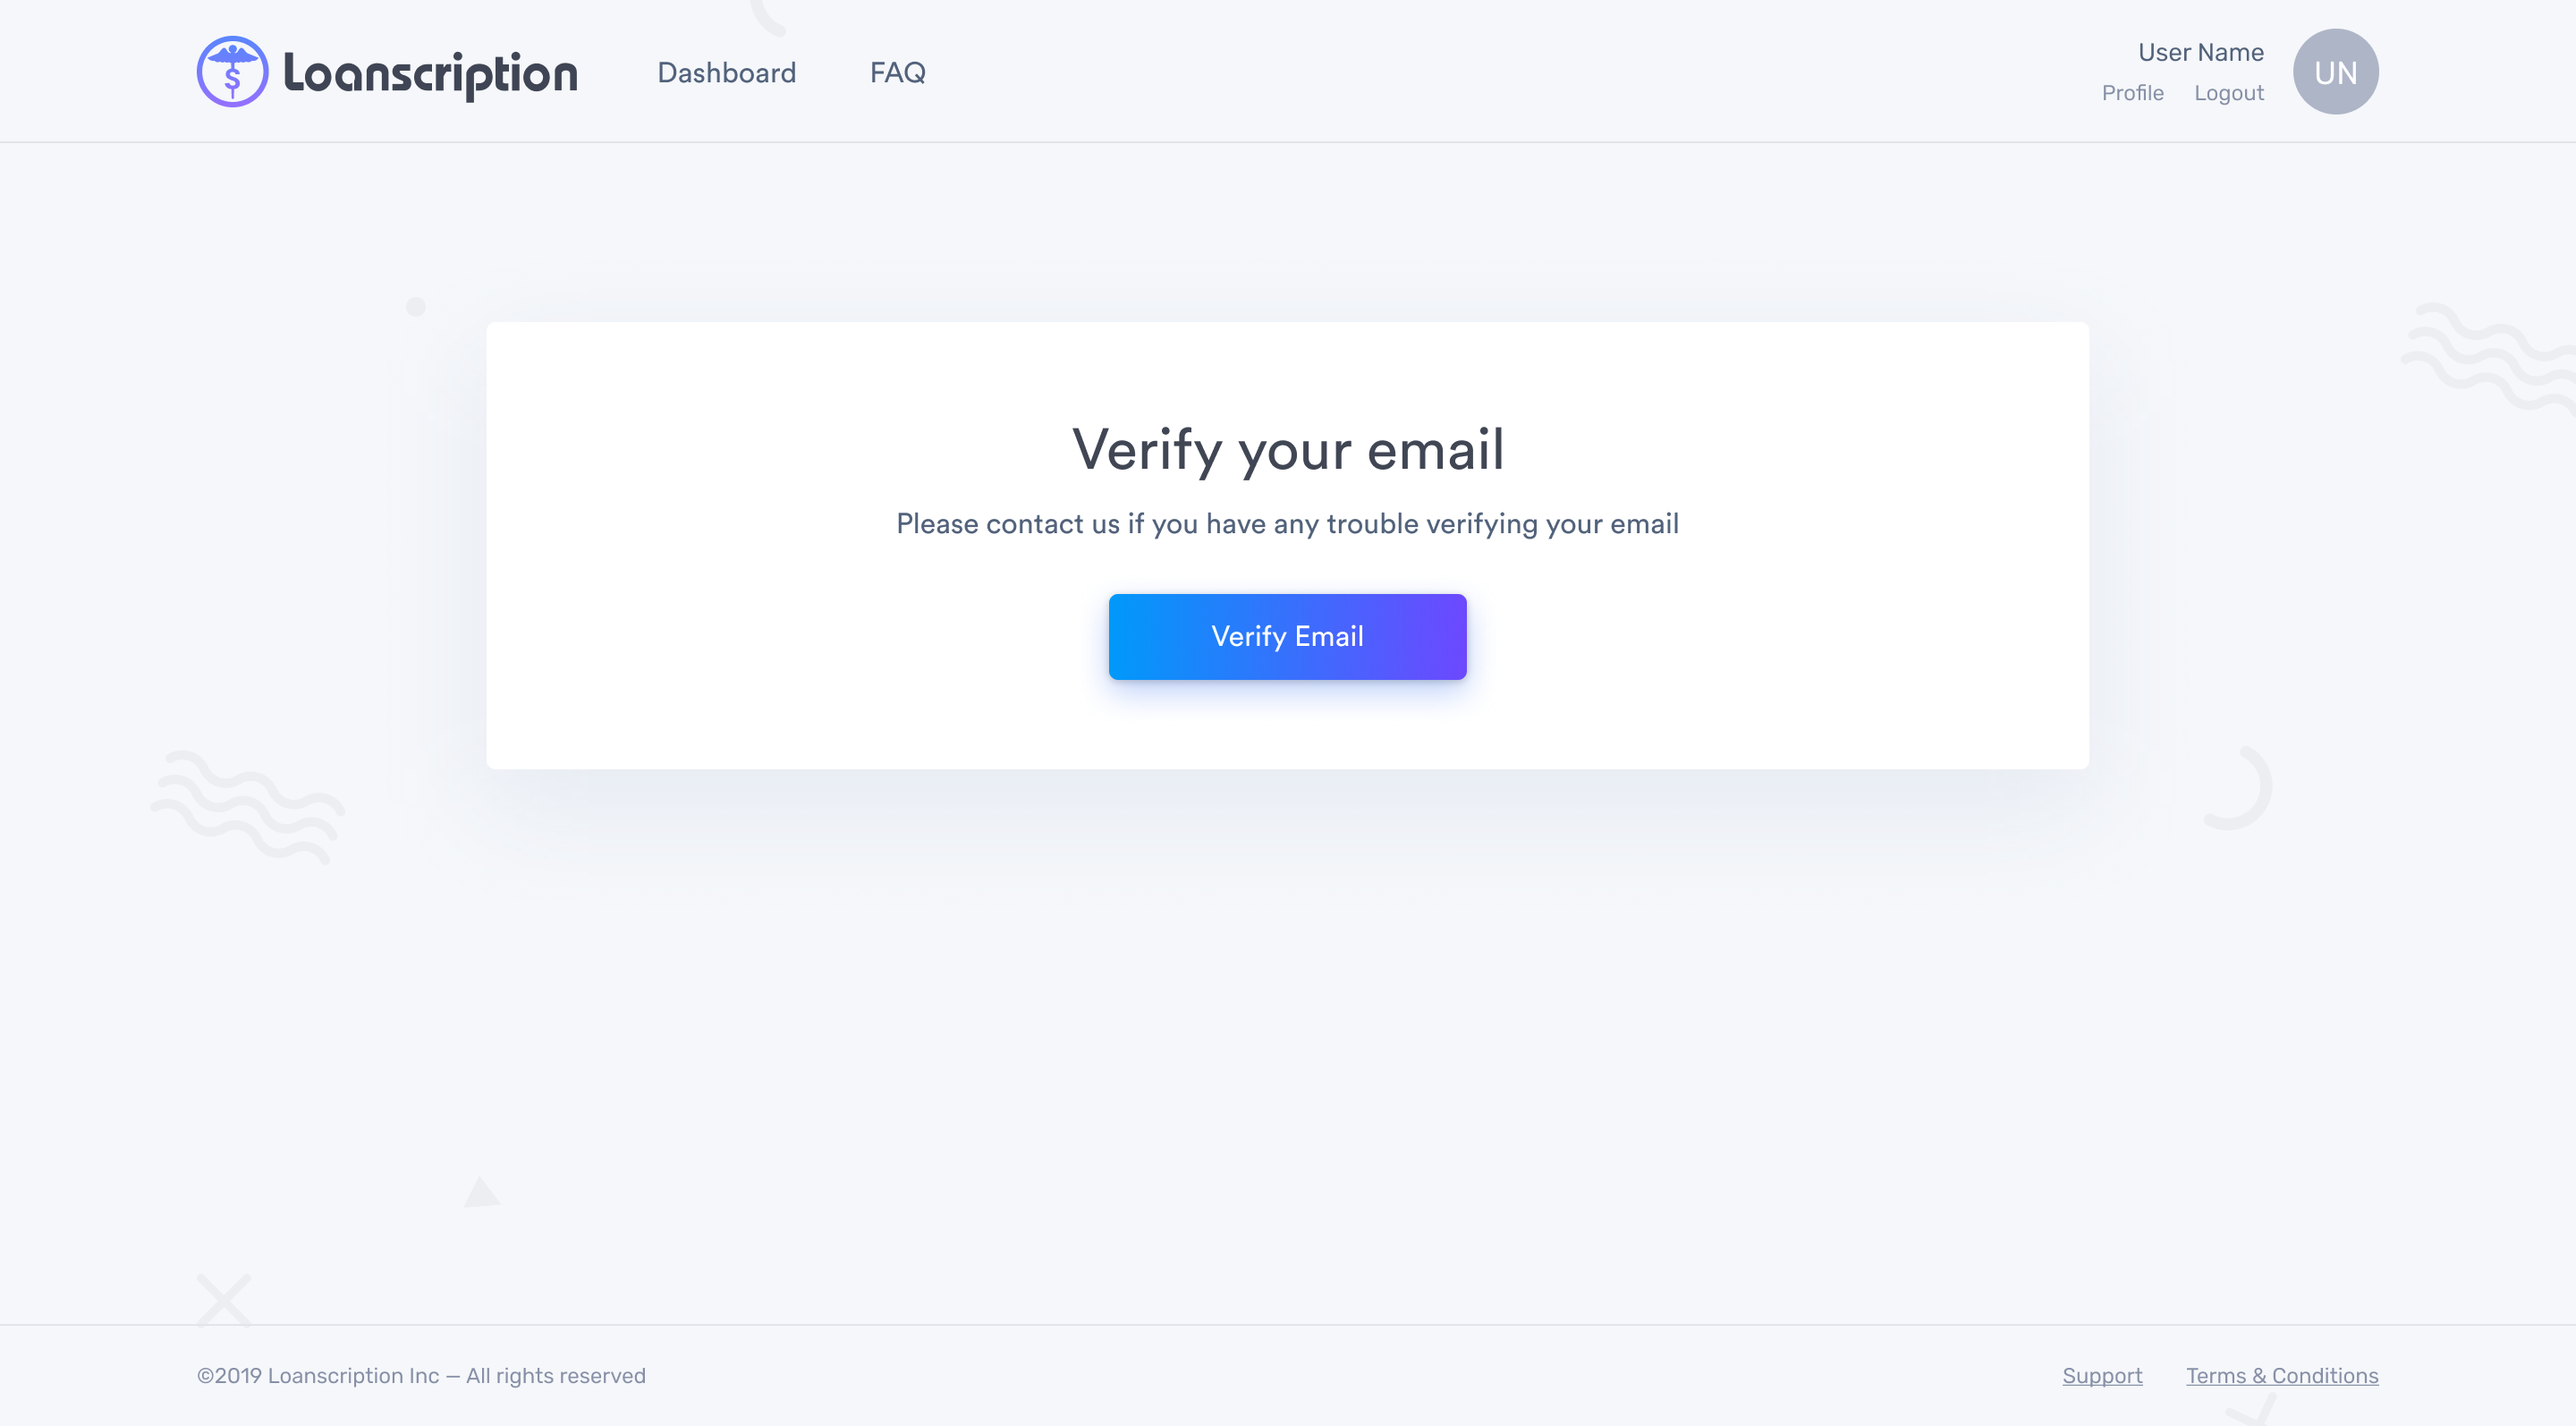 Loanscription
Dashboard
FAQ
User Name
Profile
Logout
UN
Verify your email
Please contact us if you have any trouble verifying your email
Verify Email
©2019 Loanscription Inc — All rights reserved
Support
Terms & Conditions